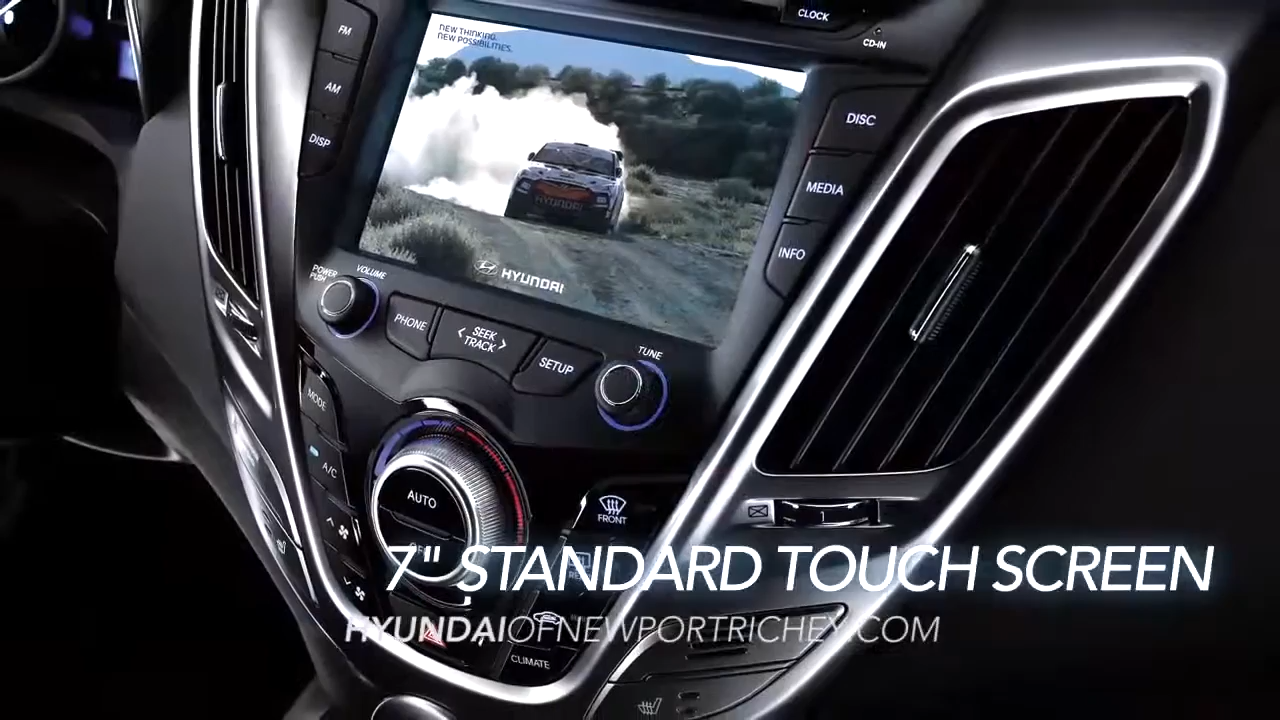 CLOCK
CD-IN
FM
AM
DISP
NEW THINKING.
NEW POSSIBILITIES.
HYUNDAI
HYUNDAI
DISC
MEDIA
INFO
POWER
PUSH
VOLUME
PHONE
SEEK
TRACK
SETUP
TUNE
MODE
A/C
AUTO
FRONT
7" STANDARD TOUCH SCREEN
HYUNDAIOFNEWPORTRICHEY.COM
CLIMATE